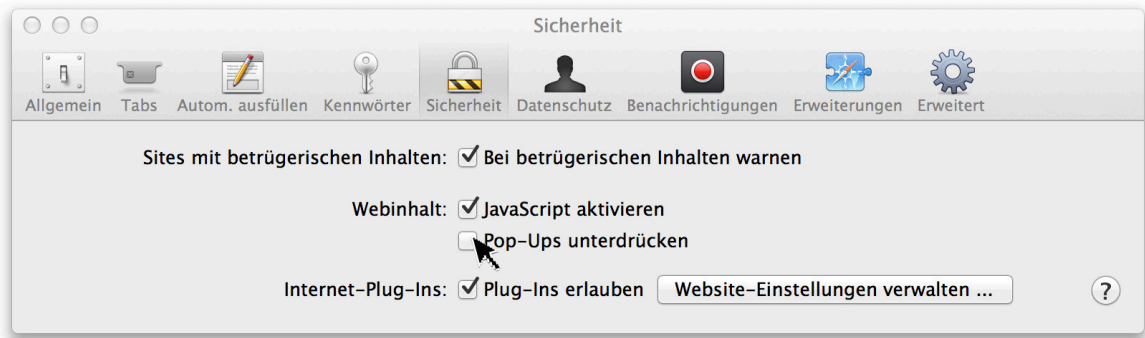 Sicherheit
Allgemein Tabs Autom. ausfüllen Kennwörter Sicherheit Datenschutz Benachrichtigungen Erweiterungen Erweitert
Sites mit betrügerischen Inhalten: Bei betrügerischen Inhalten warnen
Webinhalt: JavaScript aktivieren
Pop-Ups unterdrücken
Internet-Plug-Ins: Plug-Ins erlauben Website-Einstellungen verwalten ... ?